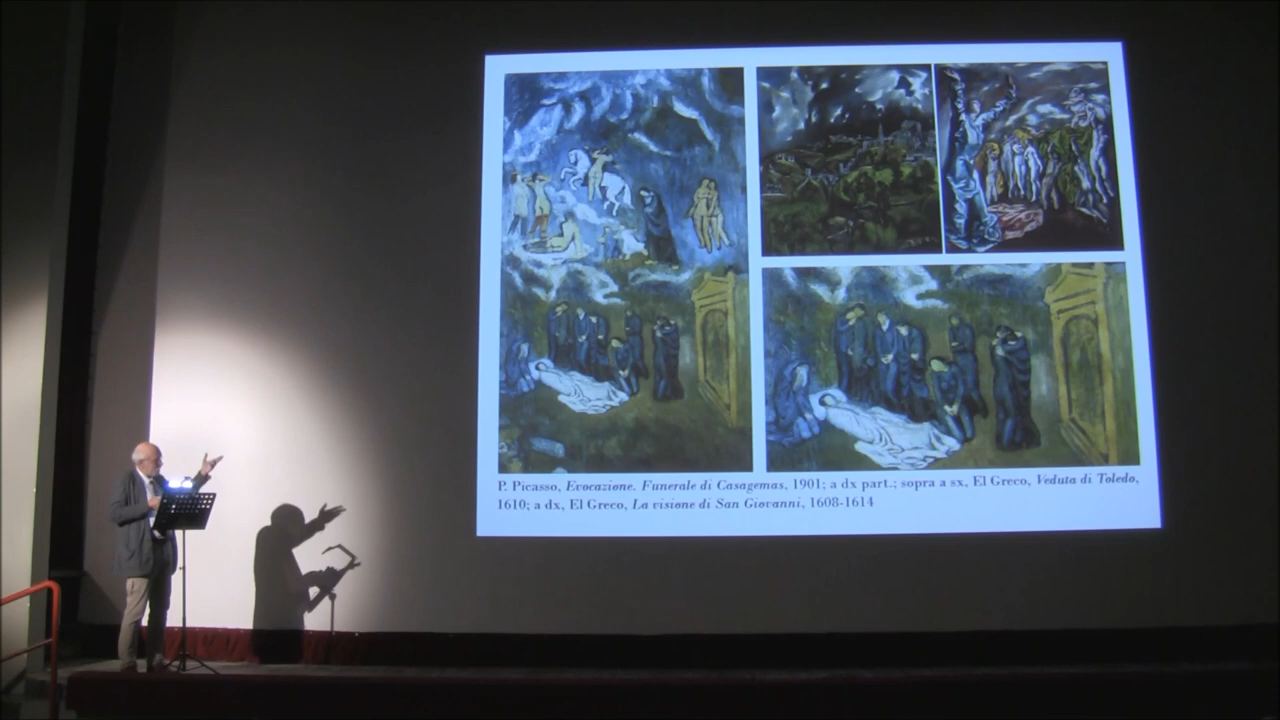 P. Picasso, Evocazione. Funerale di Casagemas, 1901; a dx part.; sopra a sx, El Greco, Veduta di Toledo,
1610; a dx, El Greco, La visione di San Giovanni, 1608-1614